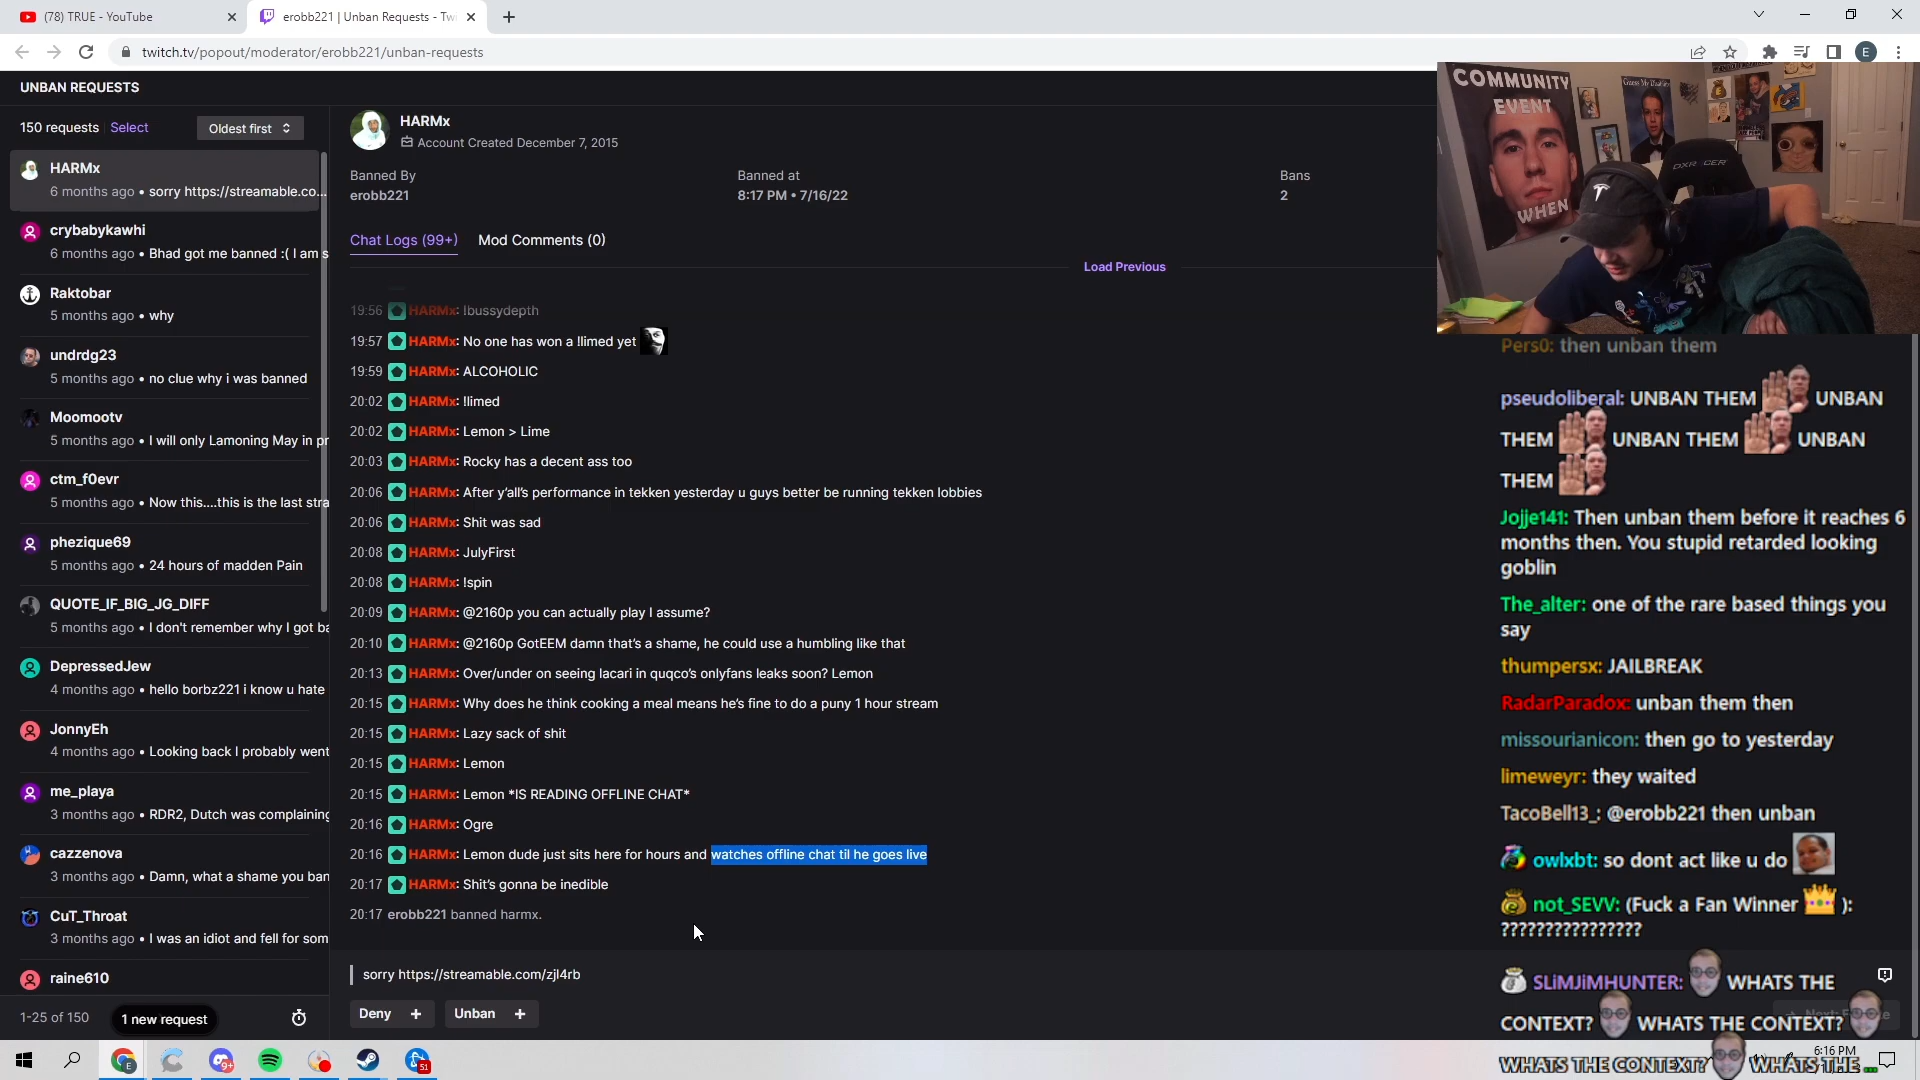 (78) TRUE - YouTube
erobb221 | Unban Requests - Tw
twitch.tv/popout/moderator/erobb221/unban-requests
E
UNBAN REQUESTS
150 requests Select
Oldest first
HARMx
6 months ago • sorry https://streamable.co...
crybabykawhi
6 months ago • Bhad got me banned :( I am s
Raktobar
5 months ago • why
undrdg23
5 months ago • no clue why i was banned
Moomootv
5 months ago • I will only Lamoning May in pr
ctm_f0evr
5 months ago • Now this....this is the last stra
phezique69
5 months ago • 24 hours of madden Pain
QUOTE_IF_BIG_JG_DIFF
5 months ago • I don't remember why I got ba
DepressedJew
4 months ago • hello borbz221 i know u hate
JonnyEh
4 months ago • Looking back I probably went
me_playa
3 months ago • RDR2, Dutch was complaining
cazzenova
3 months ago • Damn, what a shame you ban
CuT_Throat
3 months ago • I was an idiot and fell for som
raine610
1-25 of 150
1 new request
HARMx
Account Created December 7, 2015
Banned By
erobb221
Banned at
8:17 PM • 7/16/22
Bans
2
Chat Logs (99+) Mod Comments (0)
Load Previous
19:56 HARMx: !bussydepth
19:57 HARMx: No one has won a !limed yet
19:59 HARMx: ALCOHOLIC
20:02 HARMx: !limed
20:02 HARMx: Lemon > Lime
20:03 HARMx: Rocky has a decent ass too
20:06 HARMx: After y'all's performance in tekken yesterday u guys better be running tekken lobbies
20:06 HARMx: Shit was sad
20:08 HARMx: JulyFirst
20:08 HARMx: !spin
20:09 HARMx: @2160p you can actually play I assume?
20:10 HARMx: @2160p GotEEM damn that's a shame, he could use a humbling like that
20:13 HARMx: Over/under on seeing lacari in quqco's onlyfans leaks soon? Lemon
20:15 HARMx: Why does he think cooking a meal means he's fine to do a puny 1 hour stream
20:15 HARMx: Lazy sack of shit
20:15 HARMx: Lemon
20:15 HARMx: Lemon *IS READING OFFLINE CHAT*
20:16 HARMx: Ogre
20:16 HARMx: Lemon dude just sits here for hours and watches offline chat til he goes live
20:17 HARMx: Shit's gonna be inedible
20:17 erobb221 banned harmx.
sorry https://streamable.com/zjl4rb
Deny +
Unban +
COMMUNITY
EVENT
WHEN
DXRACER
Pers0: then unban them
pseudoliberal: UNBAN THEM UNBAN
THEM UNBAN THEM UNBAN
THEM
Jojje141: Then unban them before it reaches 6
months then. You stupid retarded looking
goblin
The_alter: one of the rare based things you
say
thumpersx: JAILBREAK
RadarParadox: unban them then
missourianicon: then go to yesterday
limeweyr: they waited
TacoBell13_: @erobb221 then unban
owlxbt: so dont act like u do
not_SEVV: (Fuck a Fan Winner ):
????????????????
SLiMJiMHUNTER: WHATS THE
CONTEXT? WHATS THE CONTEXT?
WHATS THE CONTEXT? WHATS THE
9+
51
6:16 PM